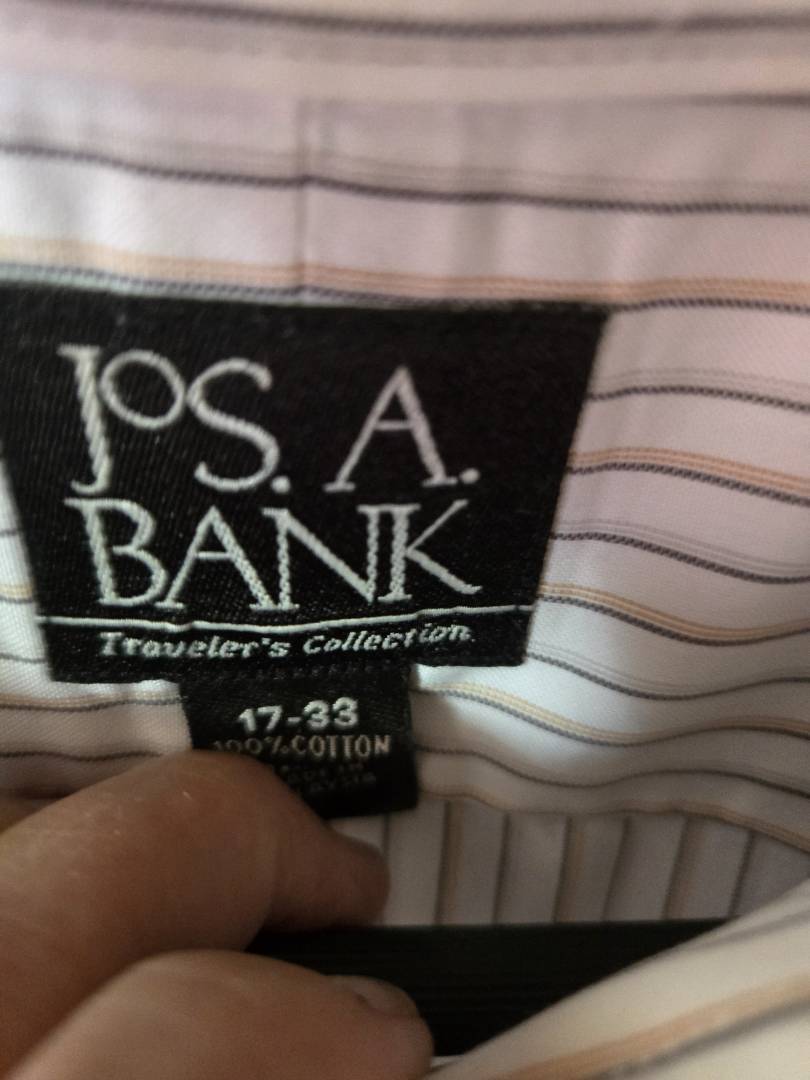 JOS. A.
BANK
Traveler's Collection
17-33
100% COTTON